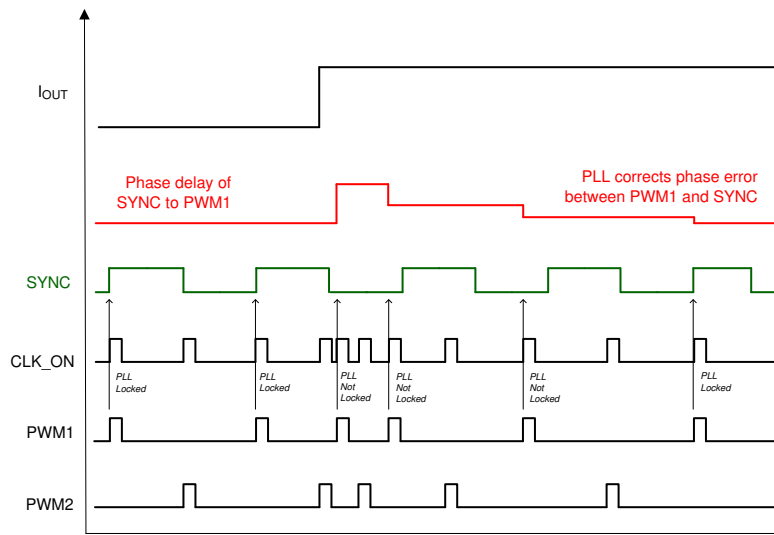 IOUT
Phase delay of
SYNC to PWM1
PLL corrects phase error
between PWM1 and SYNC
SYNC
CLK_ON
PLL
Locked
PLL
Locked
PLL
Not
Locked
PLL
Not
Locked
PLL
Not
Locked
PLL
Locked
PWM1
PWM2